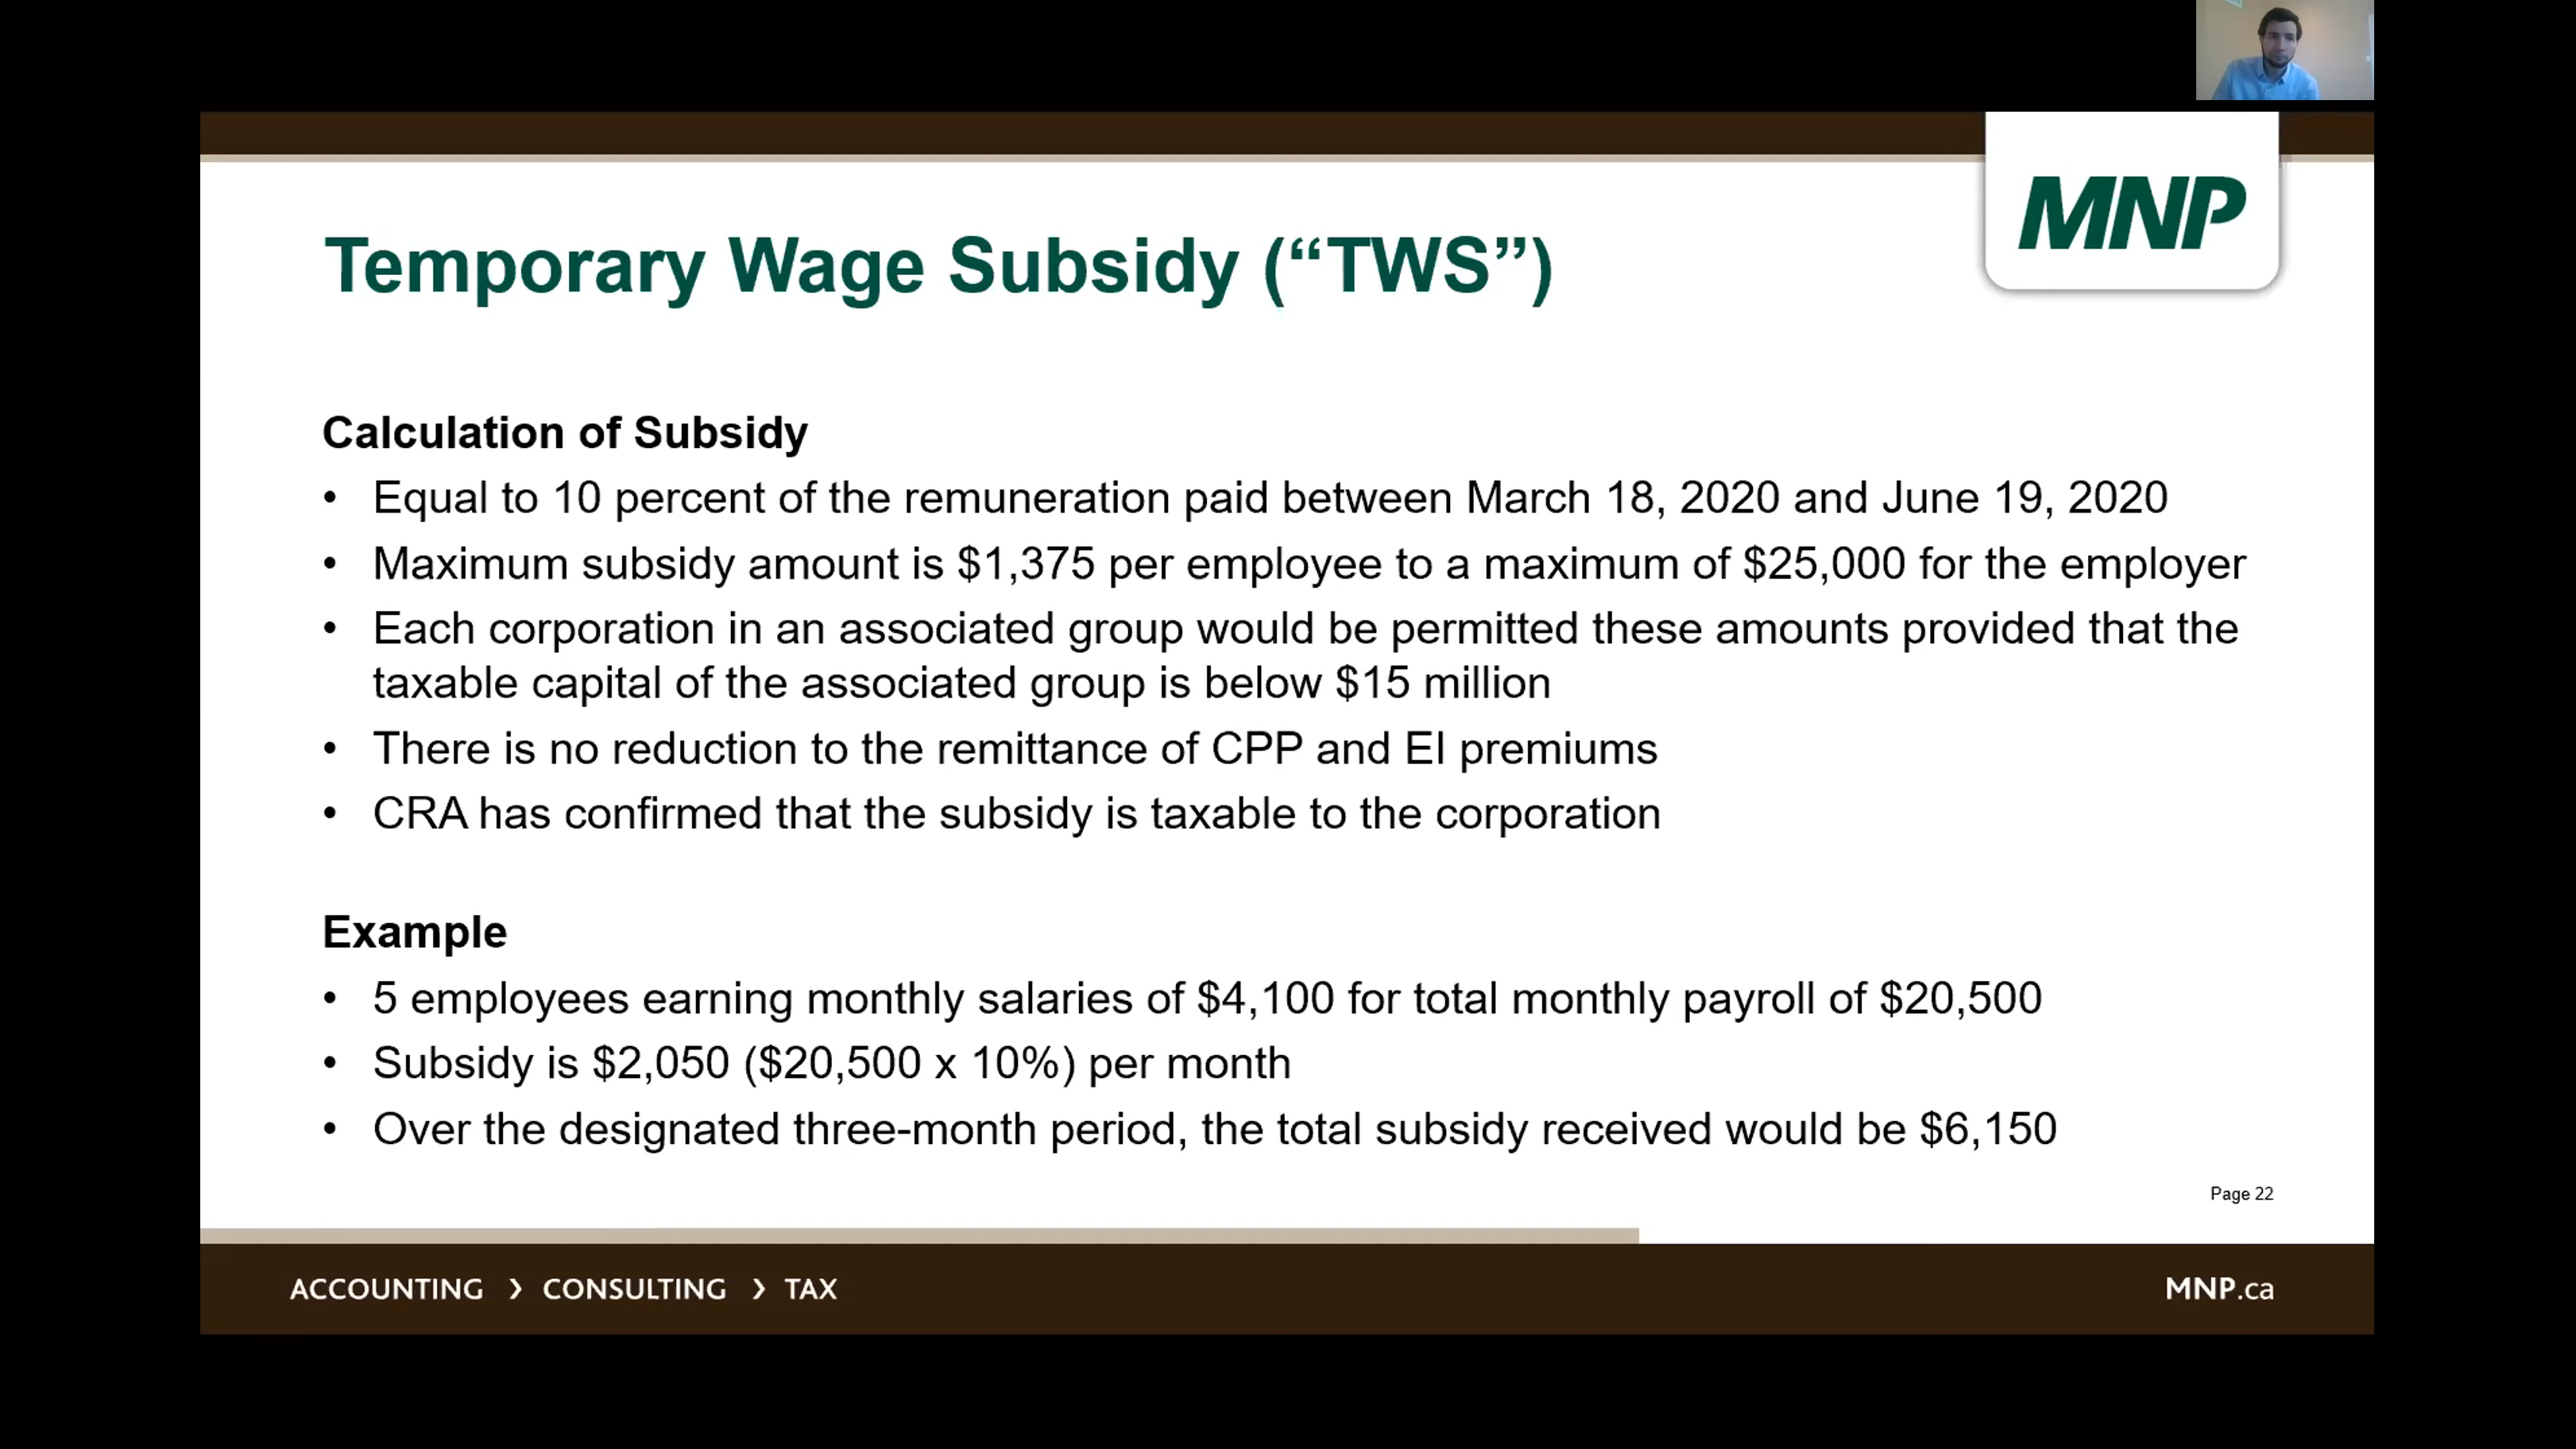 MNP
Temporary Wage Subsidy (“TWS”)
Calculation of Subsidy
• Equal to 10 percent of the remuneration paid between March 18, 2020 and June 19, 2020
• Maximum subsidy amount is $1,375 per employee to a maximum of $25,000 for the employer
• Each corporation in an associated group would be permitted these amounts provided that the
taxable capital of the associated group is below $15 million
• There is no reduction to the remittance of CPP and EI premiums
• CRA has confirmed that the subsidy is taxable to the corporation
Example
• 5 employees earning monthly salaries of $4,100 for total monthly payroll of $20,500
• Subsidy is $2,050 ($20,500 x 10%) per month
• Over the designated three-month period, the total subsidy received would be $6,150
Page 22
ACCOUNTING › CONSULTING › TAX
MNP.ca